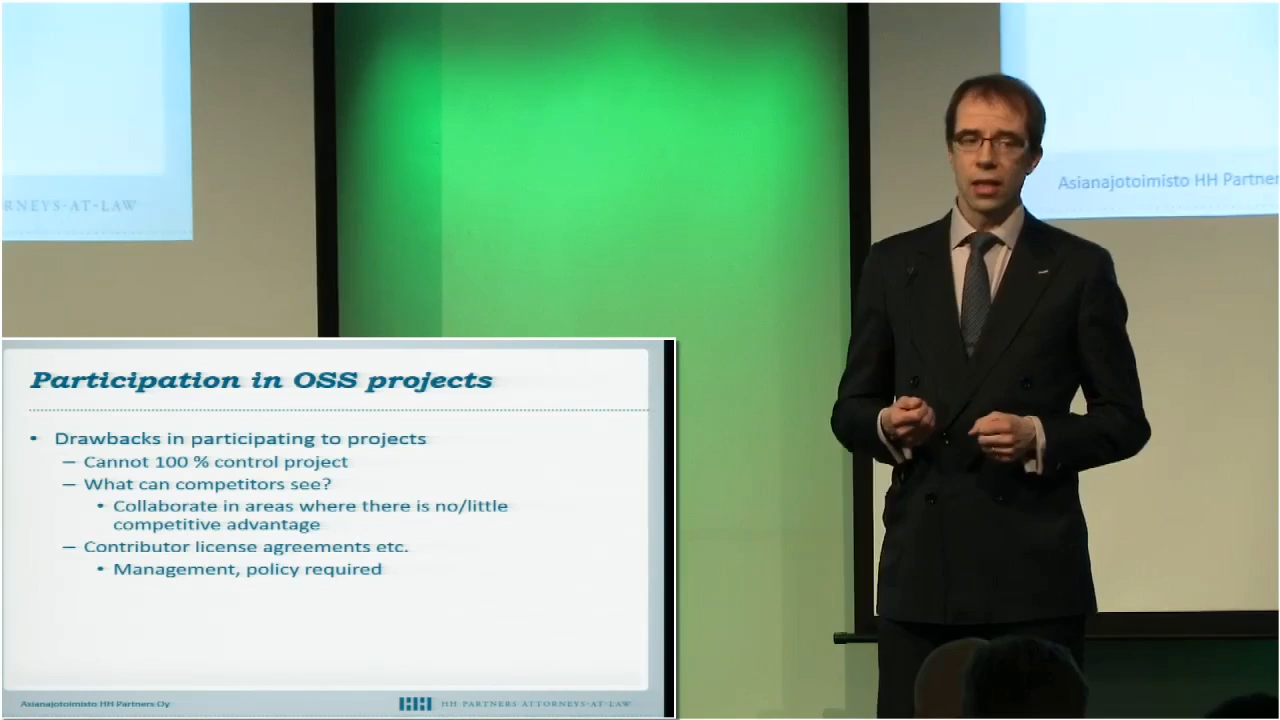 RNEYS-AT-LAW
Asianajotoimisto HH Partner
Participation in OSS projects
• Drawbacks in participating to projects
– Cannot 100 % control project
– What can competitors see?
• Collaborate in areas where there is no/little
competitive advantage
– Contributor license agreements etc.
• Management, policy required
Asianajotoimisto HH Partners Oy
HH PARTNERS ATTORNEYS-AT-LAW